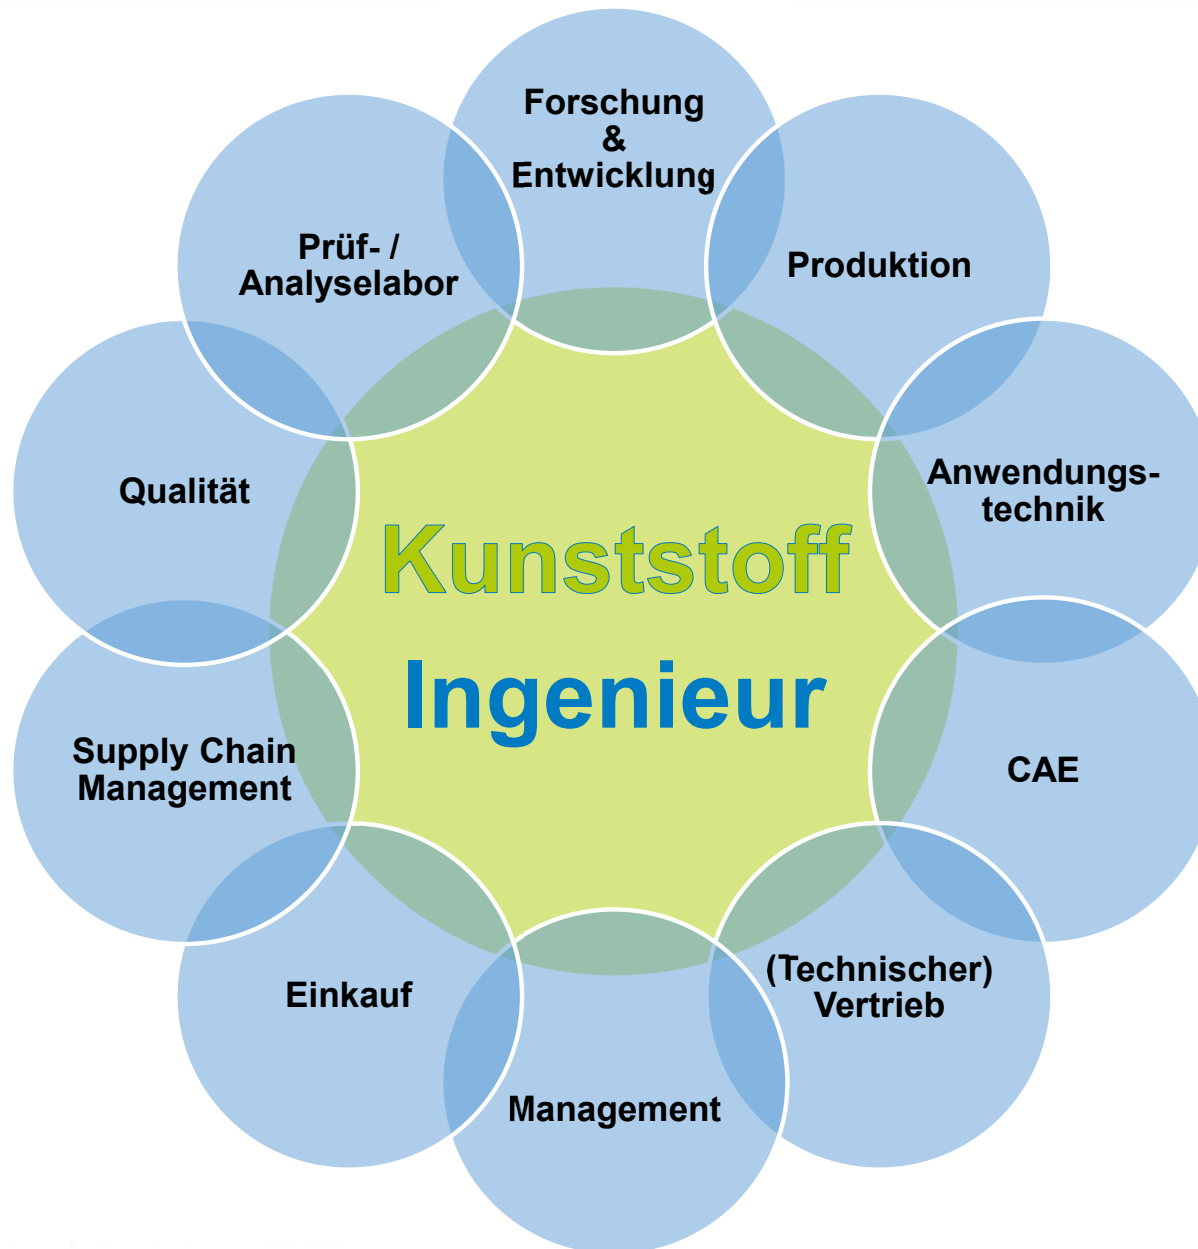 Forschung
&
Entwicklung
Produktion
Anwendungs-
technik
CAE
(Technischer)
Vertrieb
Management
Einkauf
Supply Chain
Management
Qualität
Prüf- /
Analyselabor
Kunststoff
Ingenieur